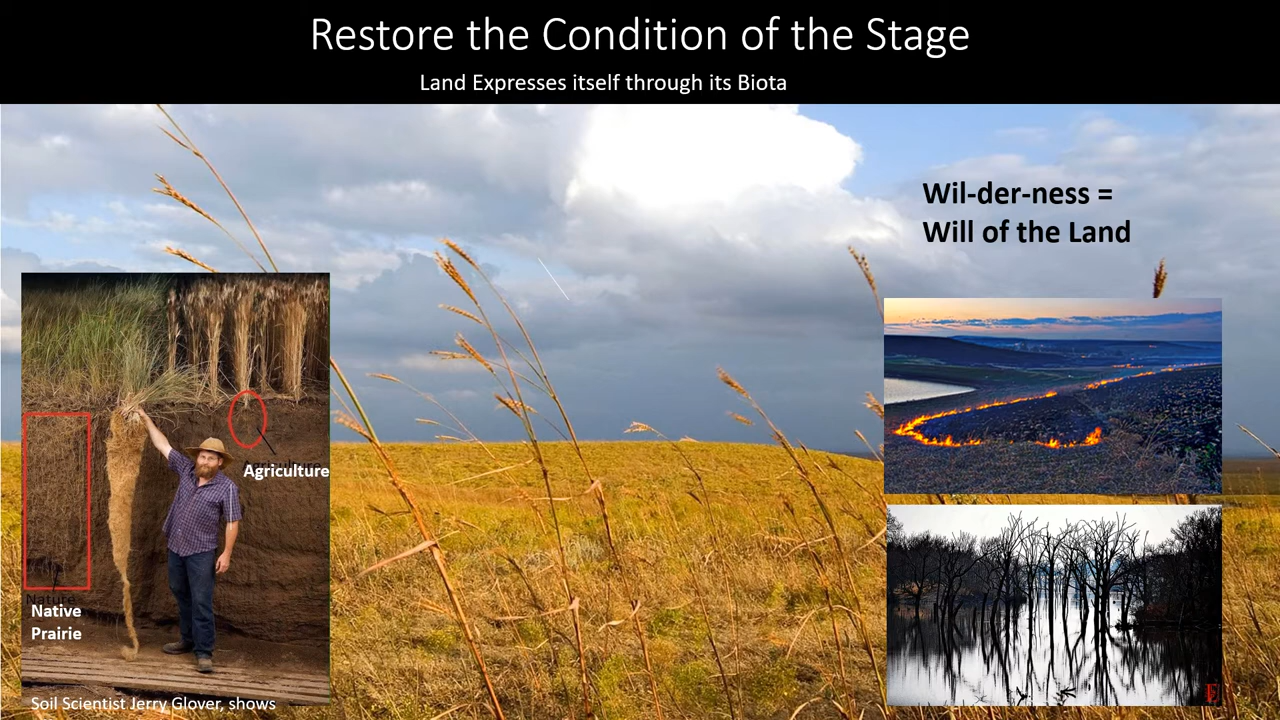 Restore the Condition of the Stage
Land Expresses itself through its Biota
Wil-der-ness =
Will of the Land
Agriculture
Nature
Native
Prairie
Soil Scientist Jerry Glover, shows